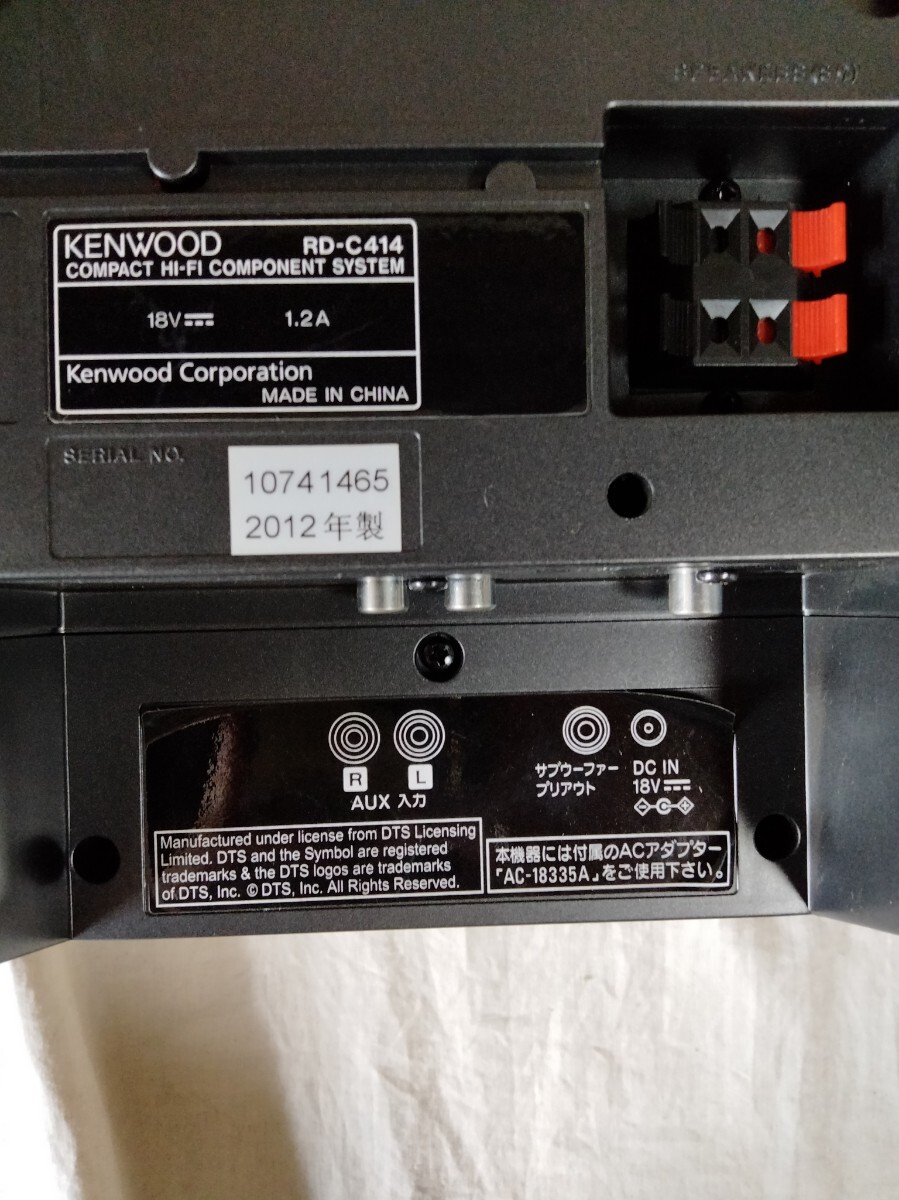 SPEAKERS(6Ω)
KENWOOD RD-C414
COMPACT HI-FI COMPONENT SYSTEM
18V 1.2A
Kenwood Corporation
MADE IN CHINA
SERIAL NO.
10741465
2012年製
R L
AUX 入力
サブウーファー
プリアウト
DC IN
18V
Manufactured under license from DTS Licensing
Limited. DTS and the Symbol are registered
trademarks & the DTS logos are trademarks
of DTS, Inc. © DTS, Inc. All Rights Reserved.
本機器には付属のACアダプター
「AC-18335A」をご使用下さい。